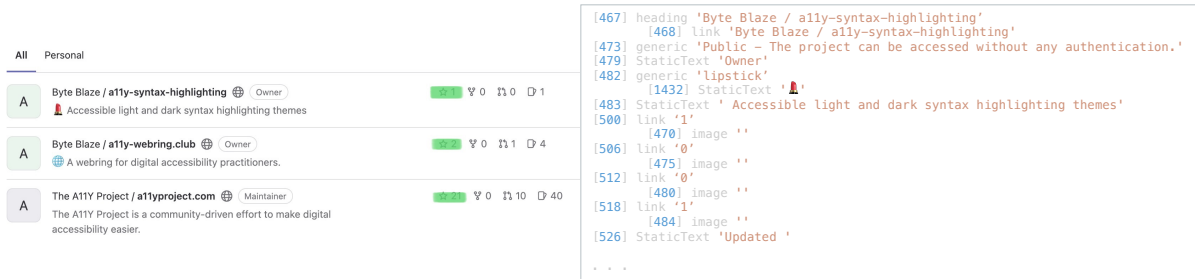 All Personal
A
Byte Blaze / a11y-syntax-highlighting Owner
💄 Accessible light and dark syntax highlighting themes
1 0 0 1
A
Byte Blaze / a11y-webring.club Owner
🌐 A webring for digital accessibility practitioners.
2 0 1 4
A
The A11Y Project / a11yproject.com Maintainer
The A11Y Project is a community-driven effort to make digital
accessibility easier.
21 0 10 40
[467] heading 'Byte Blaze / a11y-syntax-highlighting'
[468] link 'Byte Blaze / a11y-syntax-highlighting'
[473] generic 'Public - The project can be accessed without any authentication.'
[479] StaticText 'Owner'
[482] generic 'lipstick'
[1432] StaticText '💄'
[483] StaticText ' Accessible light and dark syntax highlighting themes'
[500] link ‘1’
[470] image ''
[506] link ‘0’
[475] image ''
[512] link ‘0’
[480] image ''
[518] link ‘1’
[484] image ''
[526] StaticText 'Updated '
. . .